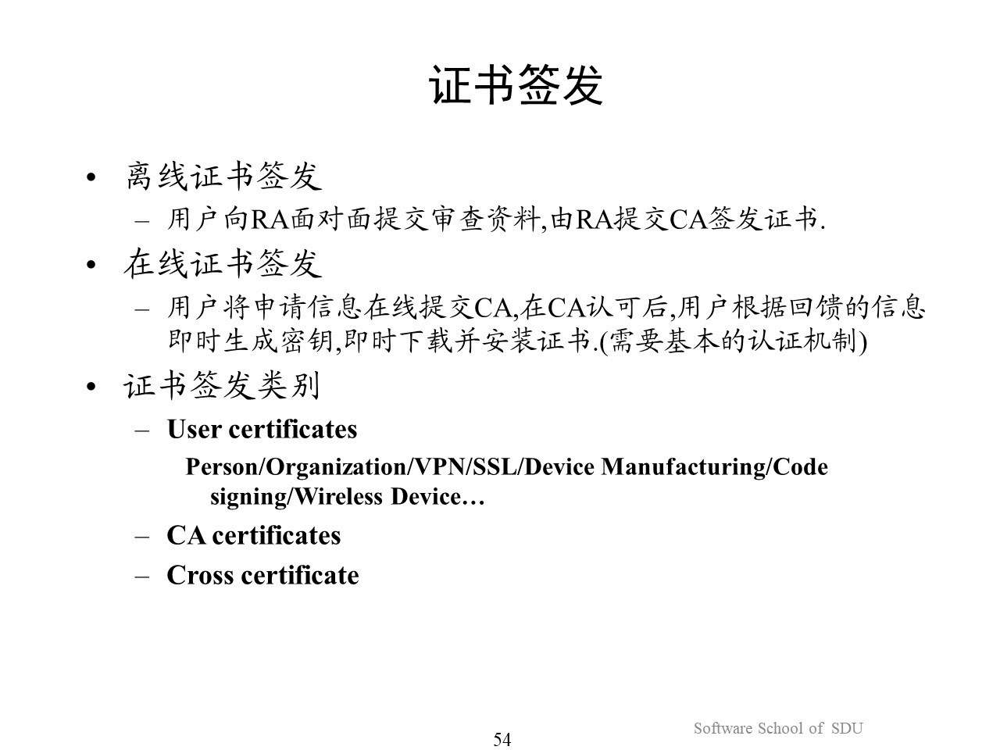 证书签发
• 离线证书签发
– 用户向RA面对面提交审查资料,由RA提交CA签发证书.
• 在线证书签发
– 用户将申请信息在线提交CA,在CA认可后,用户根据回馈的信息
即时生成密钥,即时下载并安装证书.(需要基本的认证机制)
• 证书签发类别
– User certificates
Person/Organization/VPN/SSL/Device Manufacturing/Code
signing/Wireless Device…
– CA certificates
– Cross certificate
54
Software School of SDU